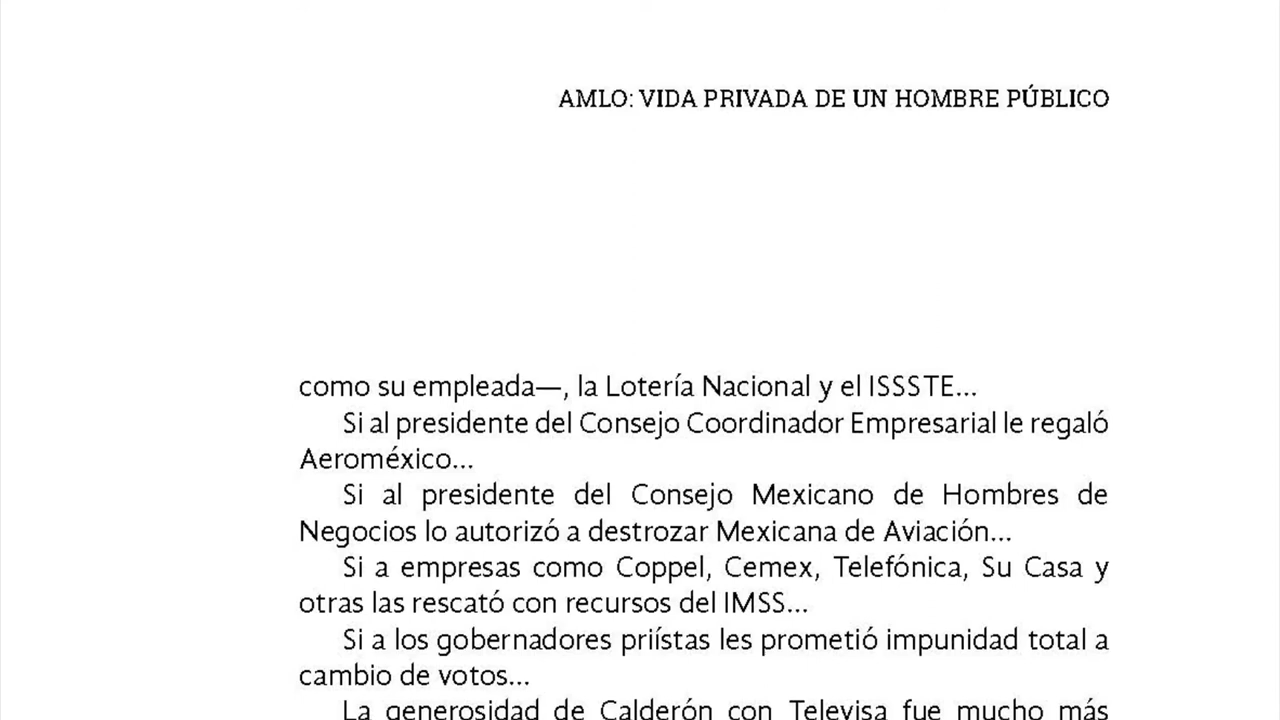 AMLO: VIDA PRIVADA DE UN HOMBRE PÚBLICO
como su empleada—, la Lotería Nacional y el ISSSTE...
Si al presidente del Consejo Coordinador Empresarial le regaló
Aeroméxico...
Si al presidente del Consejo Mexicano de Hombres de
Negocios lo autorizó a destrozar Mexicana de Aviación...
Si a empresas como Coppel, Cemex, Telefónica, Su Casa y
otras las rescató con recursos del IMSS...
Si a los gobernadores priístas les prometió impunidad total a
cambio de votos...
La generosidad de Calderón con Televisa fue mucho más